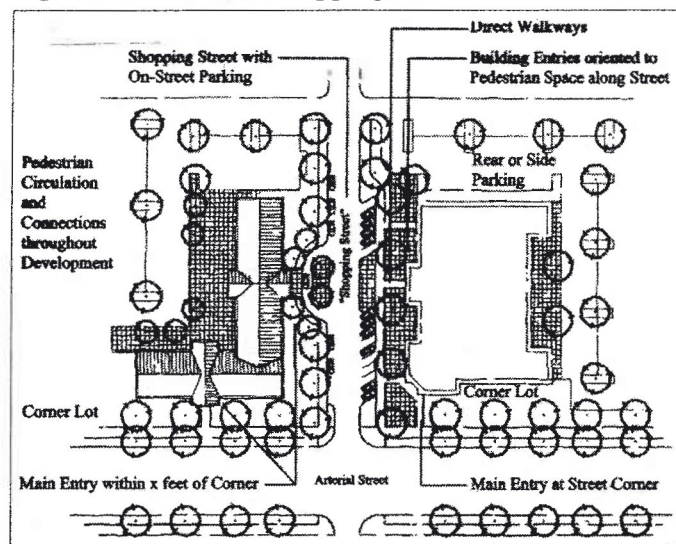 Direct Walkways
Shopping Street with
On-Street Parking
Building Entries oriented to
Pedestrian Space along Street
Pedestrian
Circulation
and
Connections
throughout
Development
Rear or Side
Parking
"Shopping Street"
Corner Lot
Corner Lot
Main Entry within x feet of Corner
Arterial Street
Main Entry at Street Corner